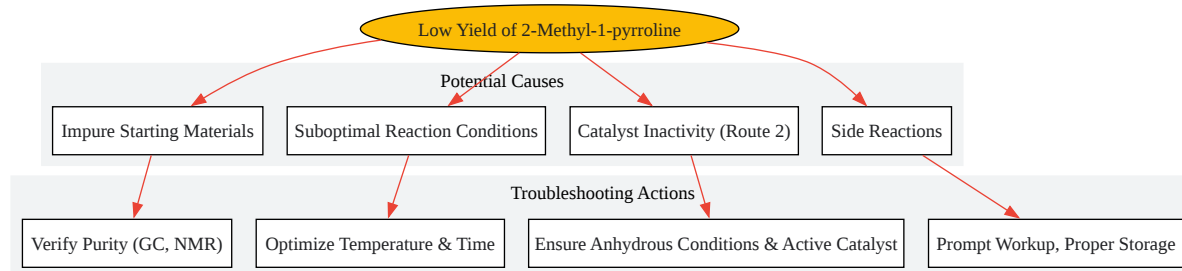 Low Yield of 2-Methyl-1-pyrroline
Potential Causes
Impure Starting Materials
Suboptimal Reaction Conditions
Catalyst Inactivity (Route 2)
Side Reactions
Troubleshooting Actions
Verify Purity (GC, NMR)
Optimize Temperature & Time
Ensure Anhydrous Conditions & Active Catalyst
Prompt Workup, Proper Storage